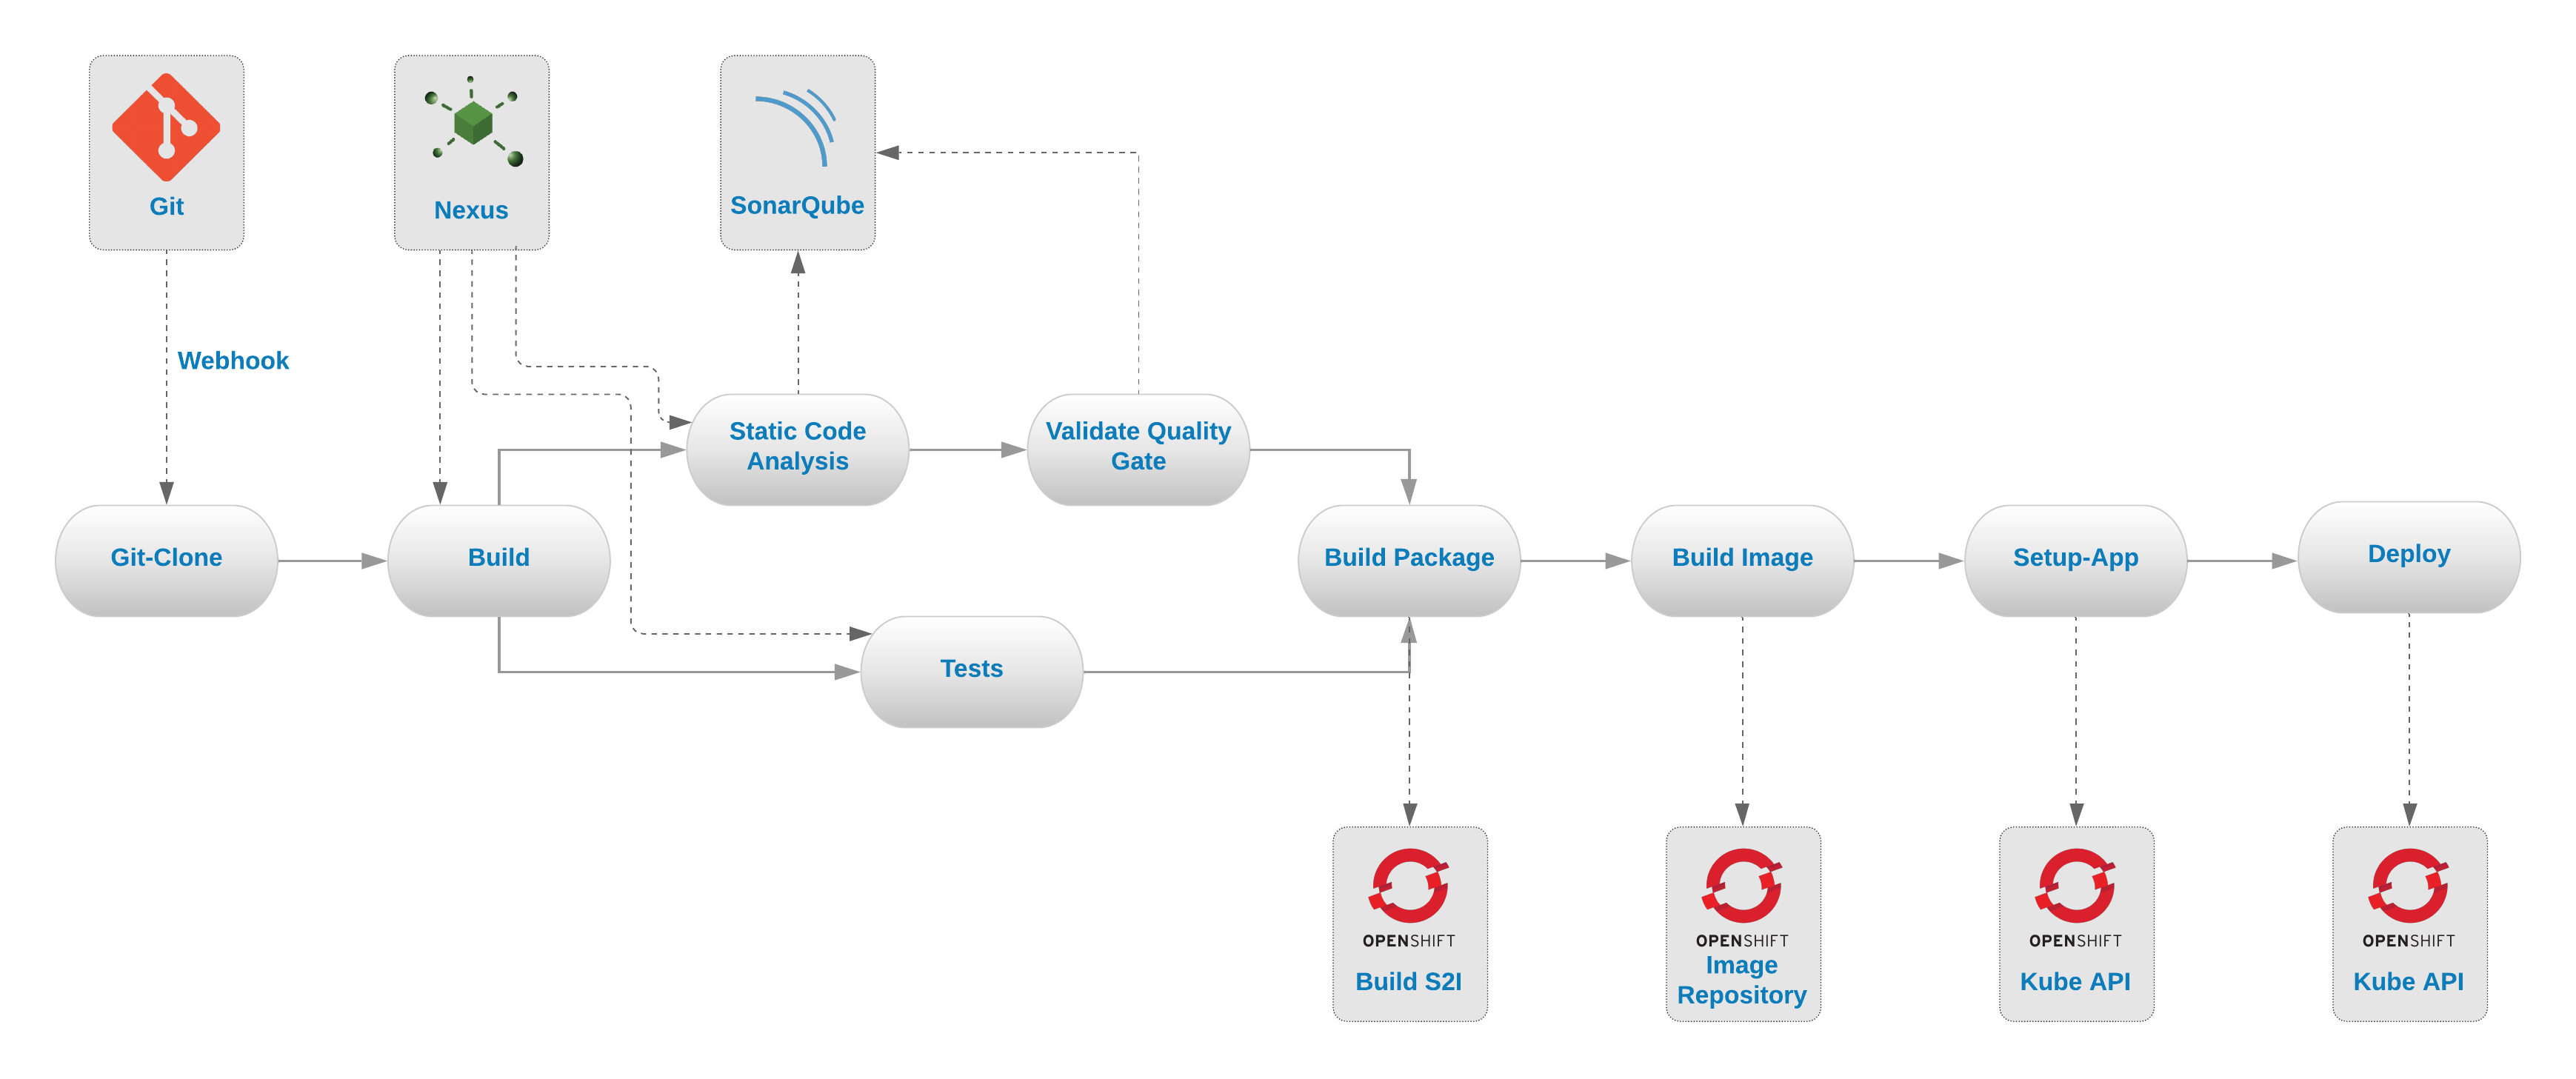 Git
Nexus
SonarQube
Webhook
Static Code
Analysis
Validate Quality
Gate
Git-Clone
Build
Build Package
Build Image
Setup-App
Deploy
Tests
OPENSHIFT
Build S2I
OPENSHIFT
Image
Repository
OPENSHIFT
Kube API
OPENSHIFT
Kube API